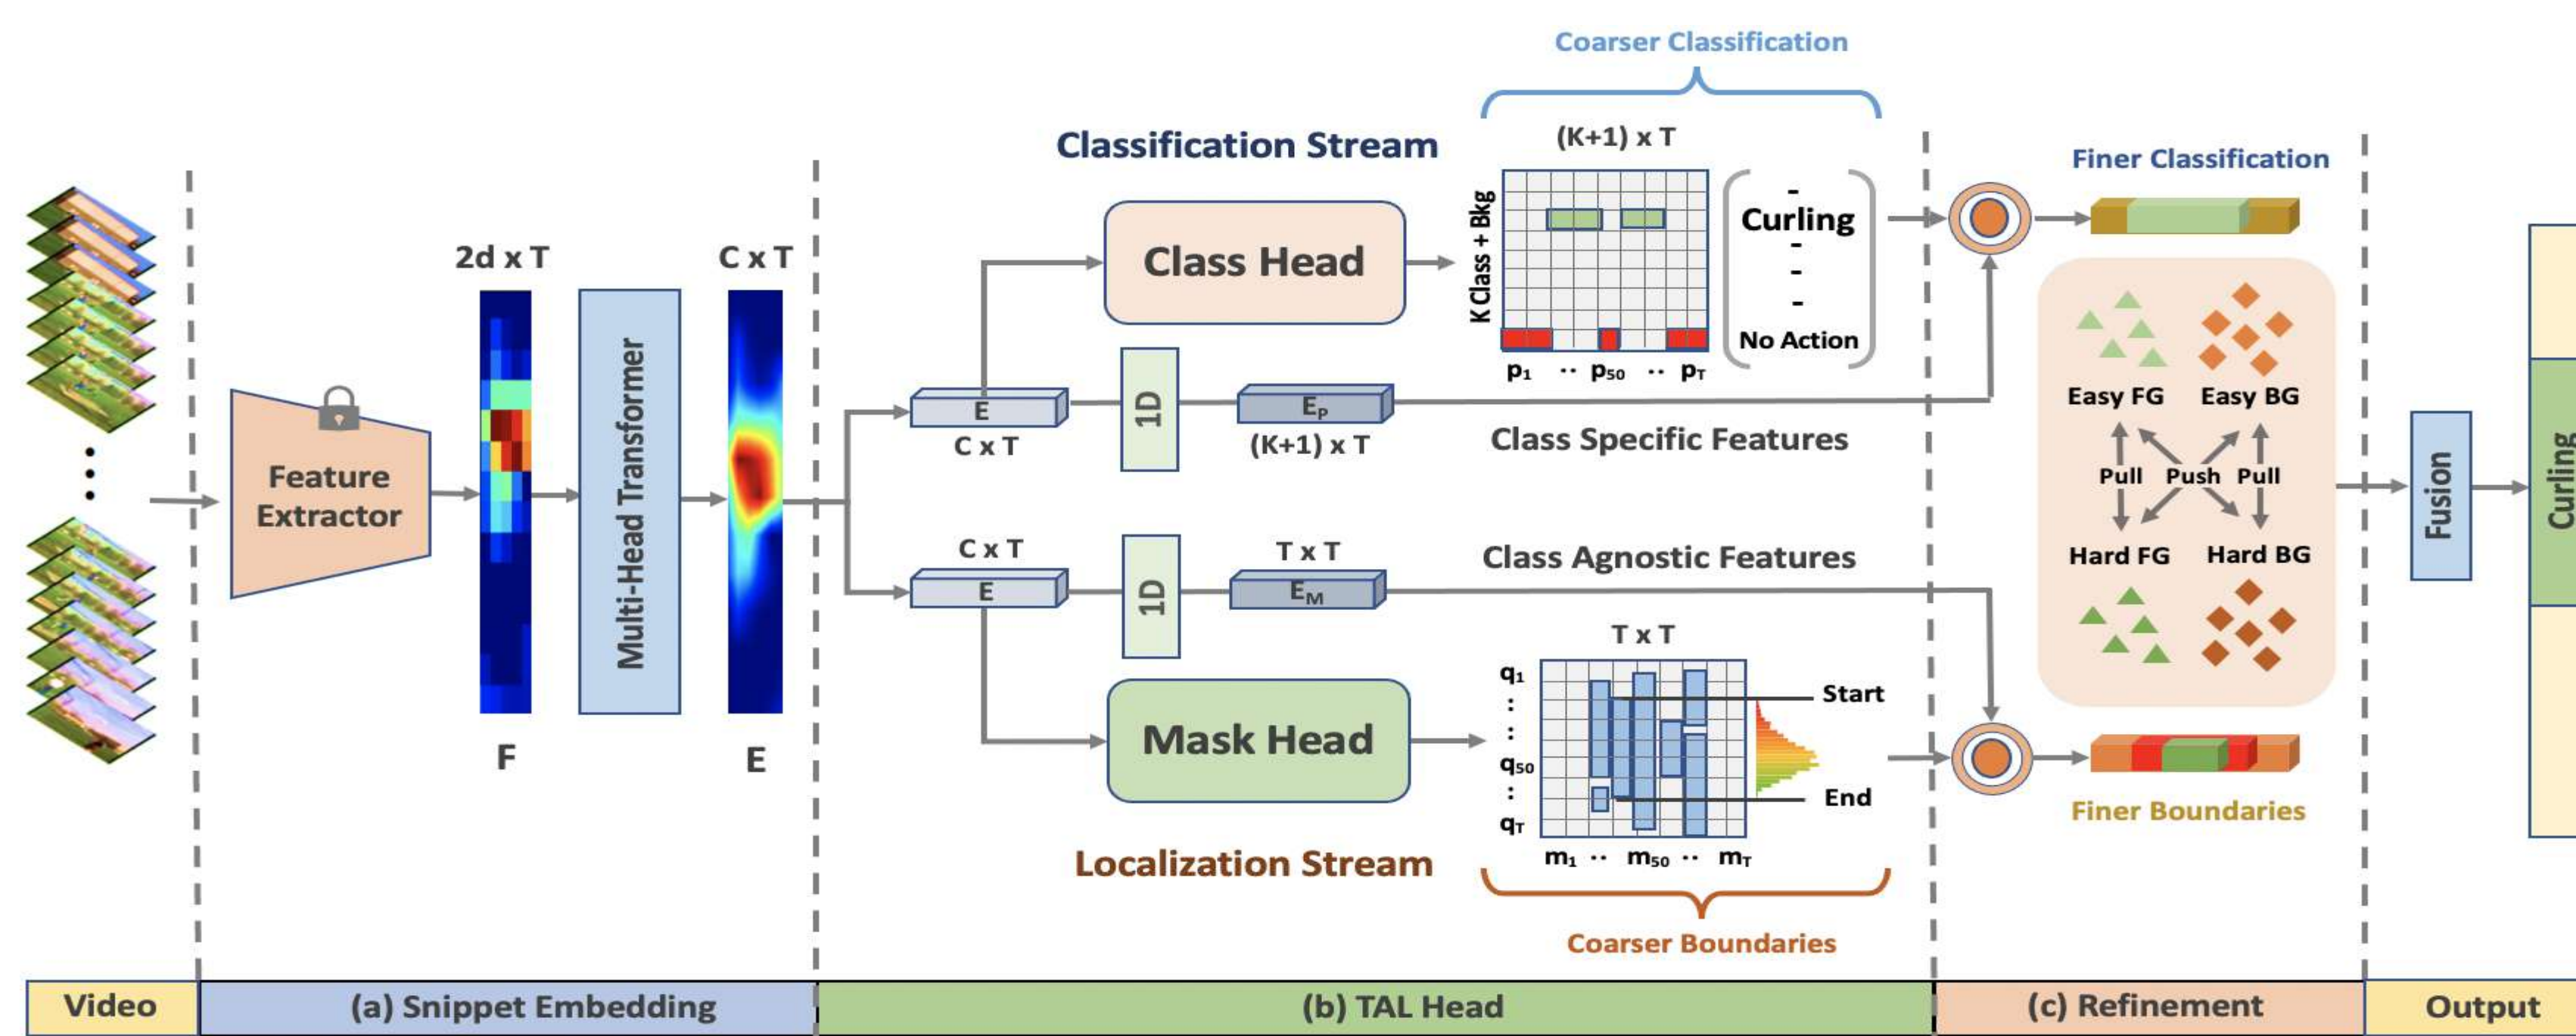 Coarser Classification
Classification Stream
(K+1) x T
Finer Classification
K Class + Bkg
-
Curling
-
-
-
No Action
p₁ ·· p₅₀ ·· p_T
2d x T
C x T
Class Head
Feature
Extractor
Multi-Head Transformer
F
E
E
C x T
1D
E_P
(K+1) x T
Class Specific Features
C x T
E
1D
T x T
E_M
Class Agnostic Features
Mask Head
T x T
q₁
:
:
q₅₀
:
q_T
m₁ ·· m₅₀ ·· m_T
Start
End
Localization Stream
Coarser Boundaries
Easy FG Easy BG
Pull Push Pull
Hard FG Hard BG
Finer Boundaries
Fusion
Curling
Video
(a) Snippet Embedding
(b) TAL Head
(c) Refinement
Output